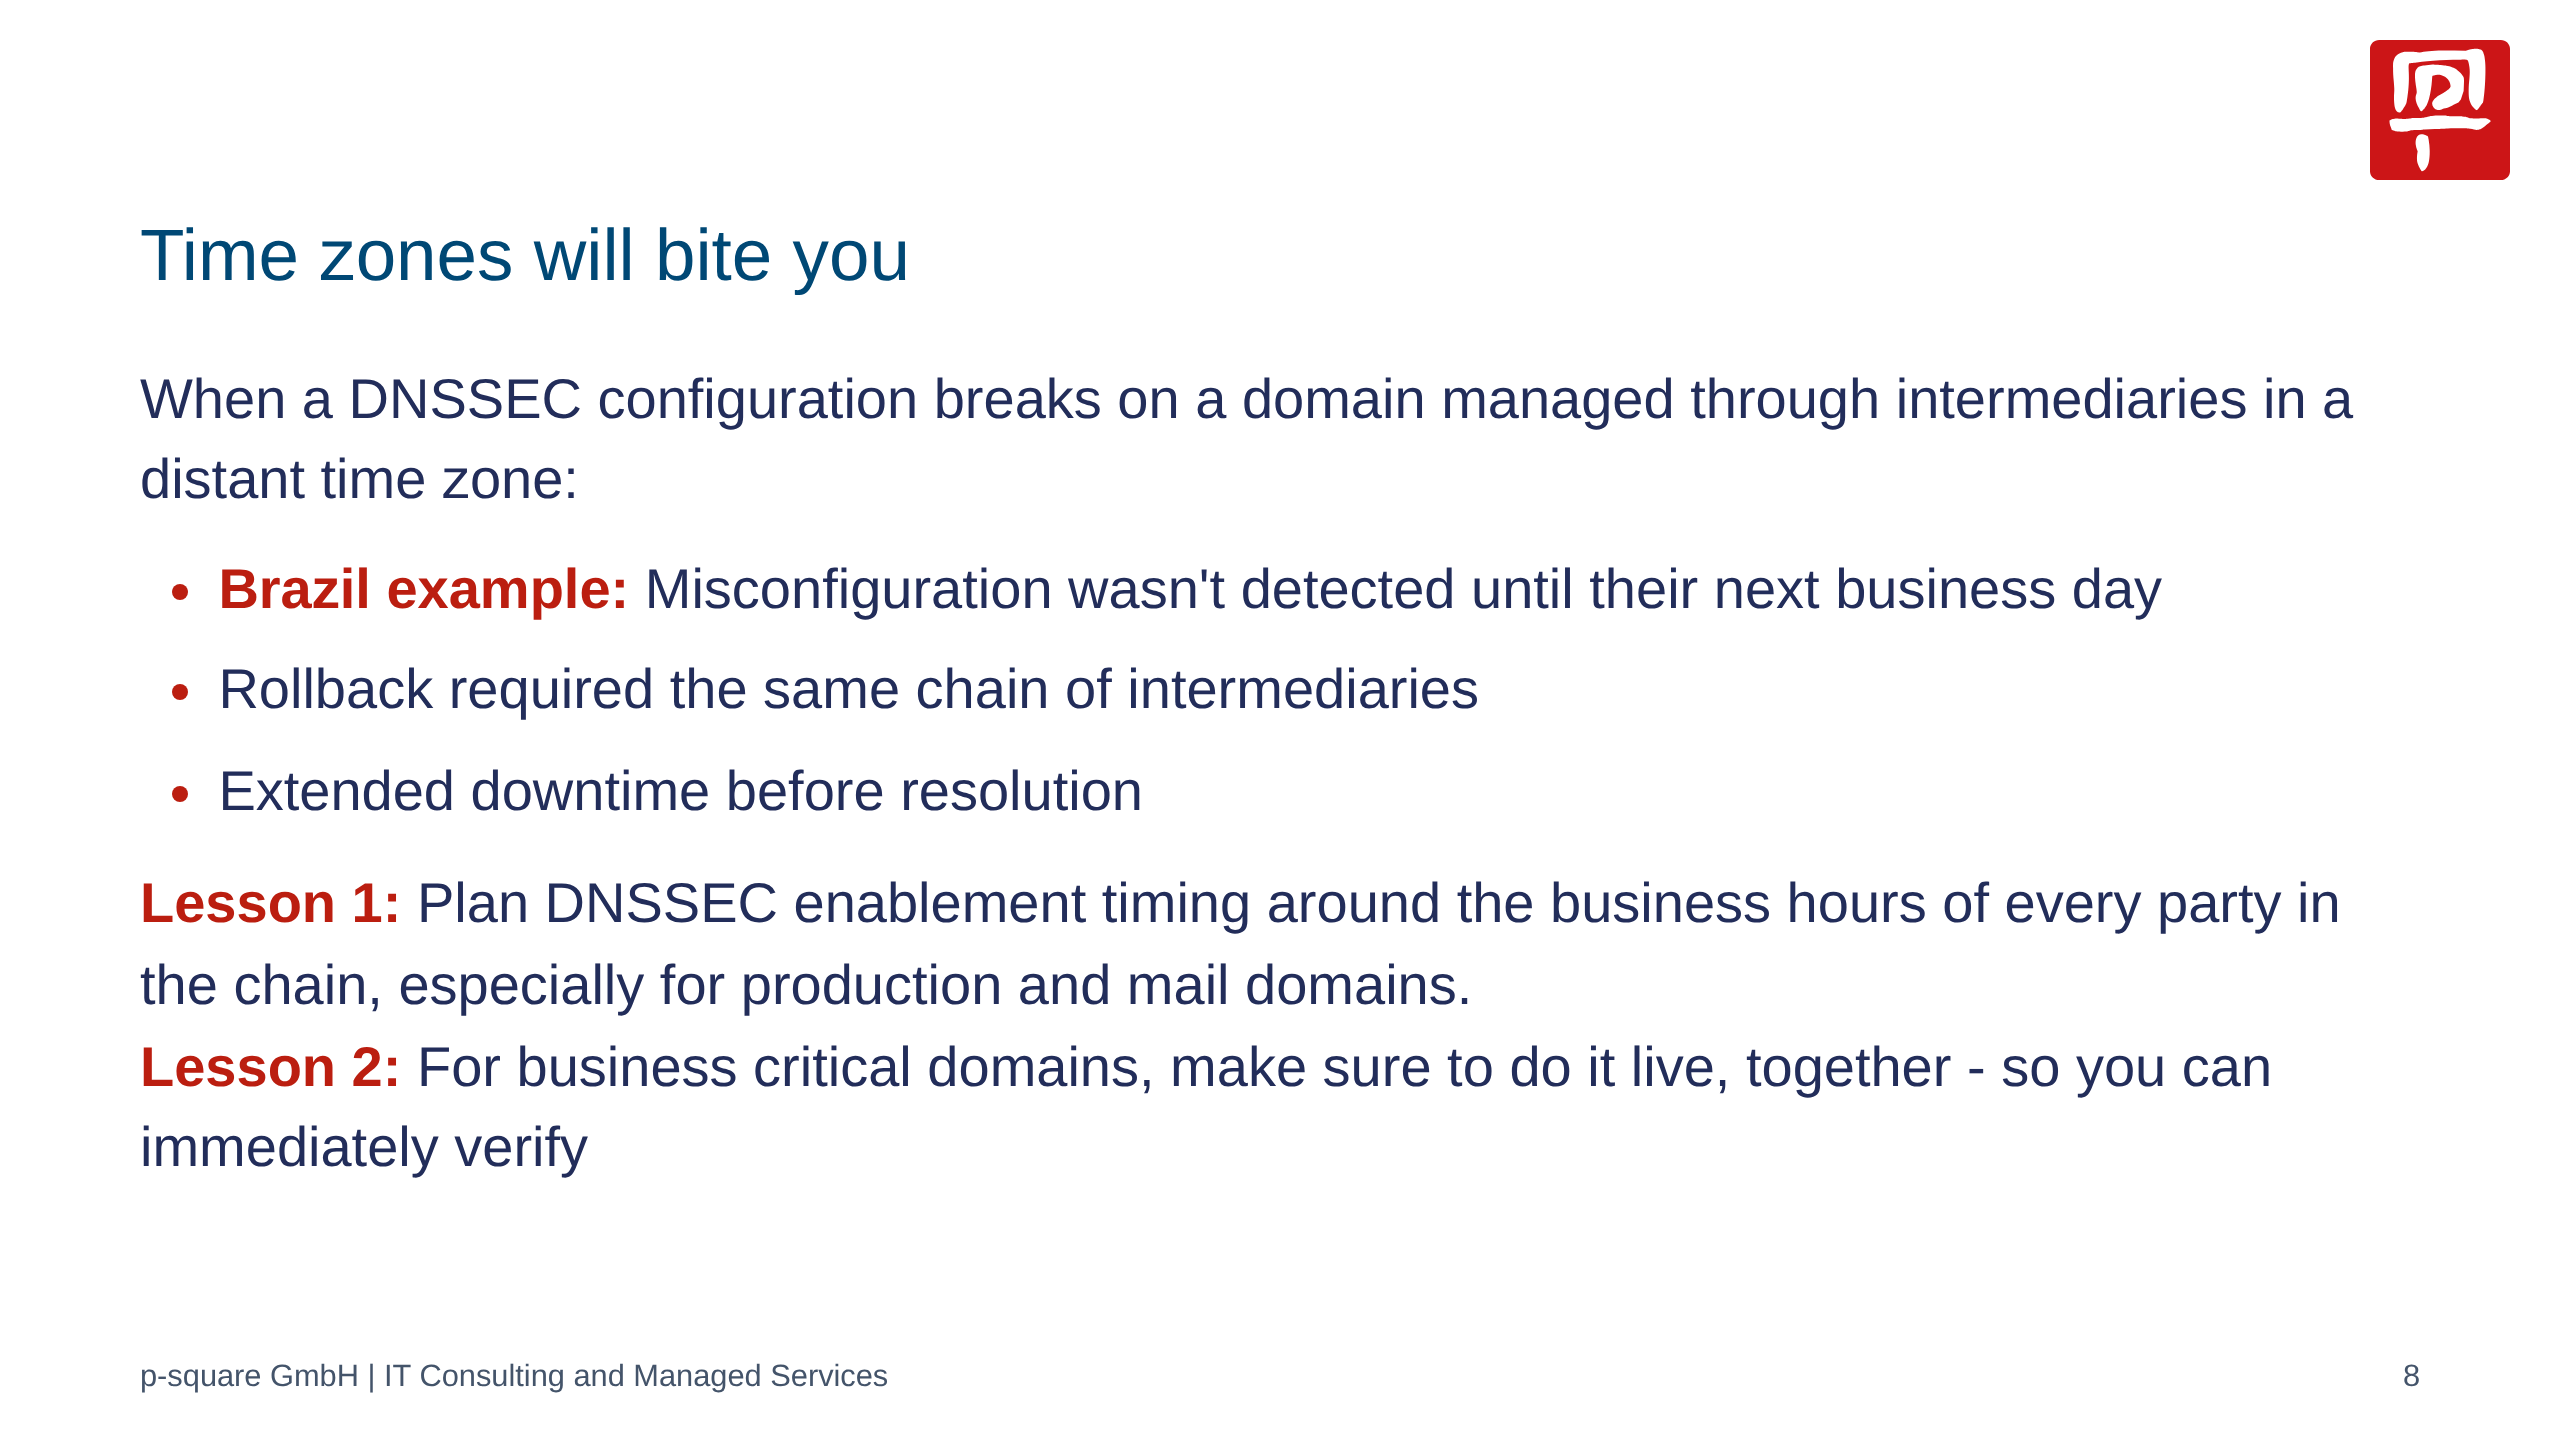 Time zones will bite you
When a DNSSEC configuration breaks on a domain managed through intermediaries in a
distant time zone:
• Brazil example: Misconfiguration wasn't detected until their next business day
• Rollback required the same chain of intermediaries
• Extended downtime before resolution
Lesson 1: Plan DNSSEC enablement timing around the business hours of every party in
the chain, especially for production and mail domains.
Lesson 2: For business critical domains, make sure to do it live, together - so you can
immediately verify
p-square GmbH | IT Consulting and Managed Services
8